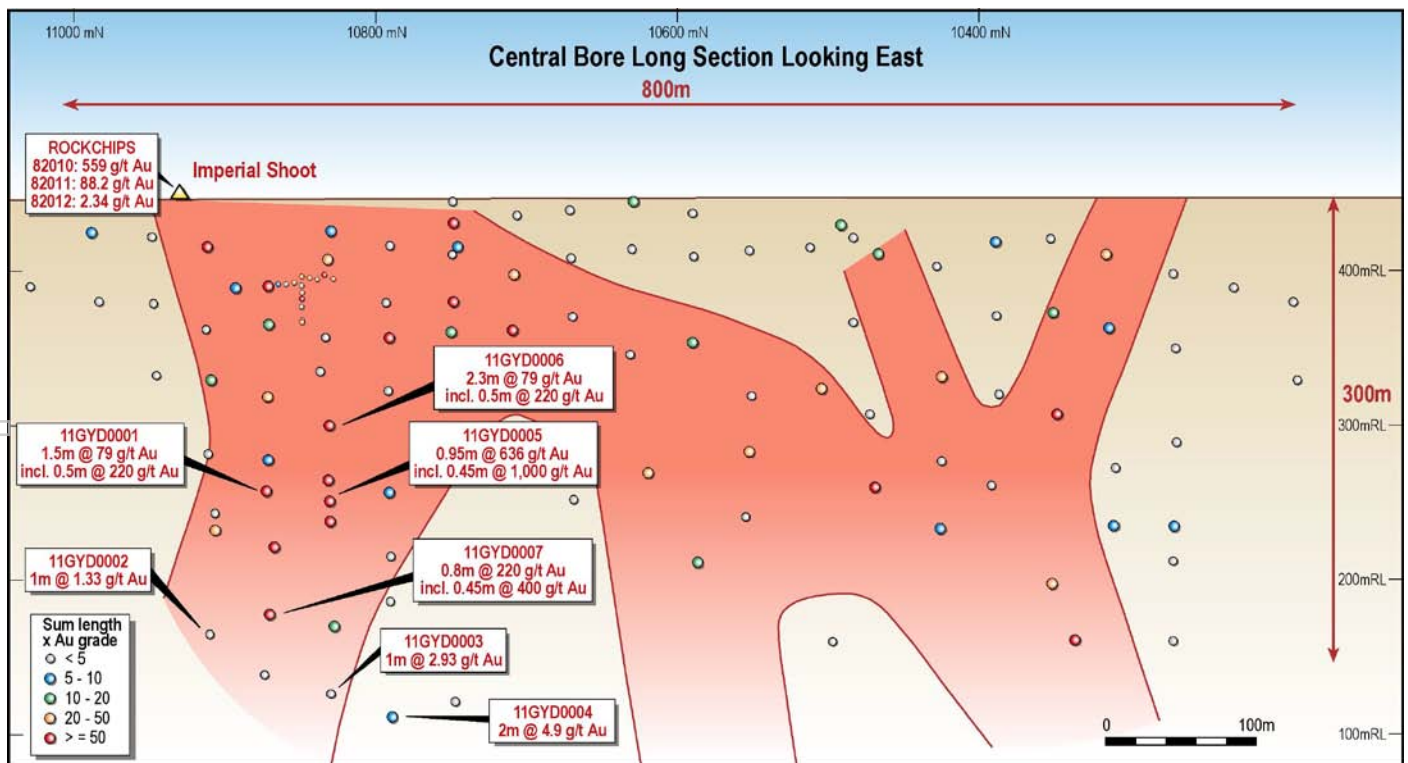 11000 mN
10800 mN
10600 mN
10400 mN
Central Bore Long Section Looking East
800m
ROCKCHIPS
82010: 559 g/t Au
82011: 88.2 g/t Au
82012: 2.34 g/t Au
Imperial Shoot
400mRL
11GYD0006
2.3m @ 79 g/t Au
incl. 0.5m @ 220 g/t Au
300m
11GYD0001
1.5m @ 79 g/t Au
incl. 0.5m @ 220 g/t Au
11GYD0005
0.95m @ 636 g/t Au
incl. 0.45m @ 1,000 g/t Au
300mRL
11GYD0002
1m @ 1.33 g/t Au
11GYD0007
0.8m @ 220 g/t Au
incl. 0.45m @ 400 g/t Au
200mRL
Sum length
x Au grade
< 5
5 - 10
10 - 20
20 - 50
> = 50
11GYD0003
1m @ 2.93 g/t Au
11GYD0004
2m @ 4.9 g/t Au
0
100m
100mRL